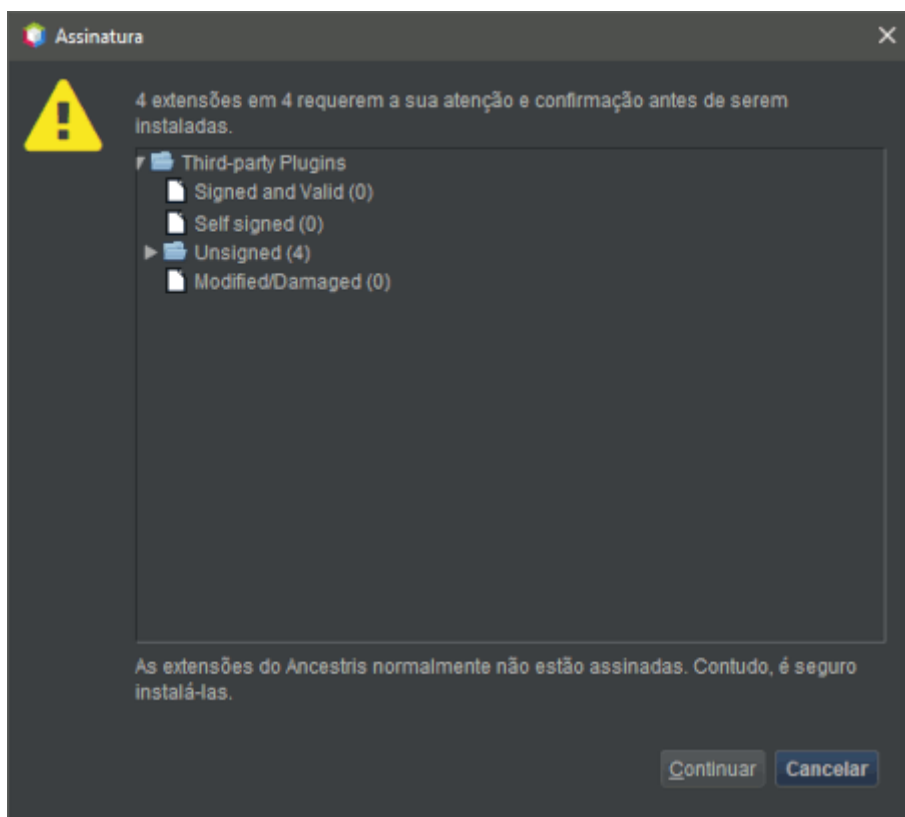 Assinatura
4 extensões em 4 requerem a sua atenção e confirmação antes de serem
instaladas.
Third-party Plugins
Signed and Valid (0)
Self signed (0)
Unsigned (4)
Modified/Damaged (0)
As extensões do Ancestris normalmente não estão assinadas. Contudo, é seguro
instalá-las.
Continuar Cancelar